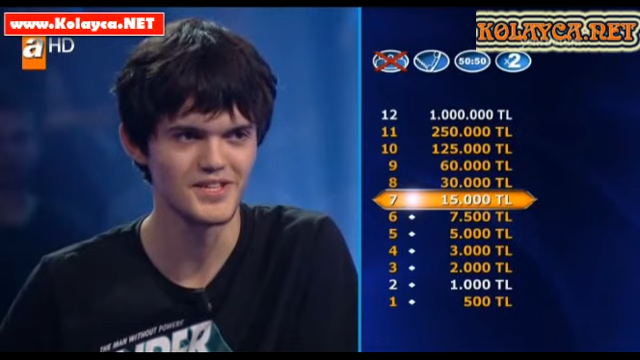 www.Kolayca.NET
KOLAYCA.NET
a HD
50:50
x2
12 1.000.000 TL
11 250.000 TL
10 125.000 TL
9 60.000 TL
8 30.000 TL
7 15.000 TL
6 7.500 TL
5 5.000 TL
4 3.000 TL
3 2.000 TL
2 1.000 TL
1 500 TL
THE MAN WITHOUT POWERS